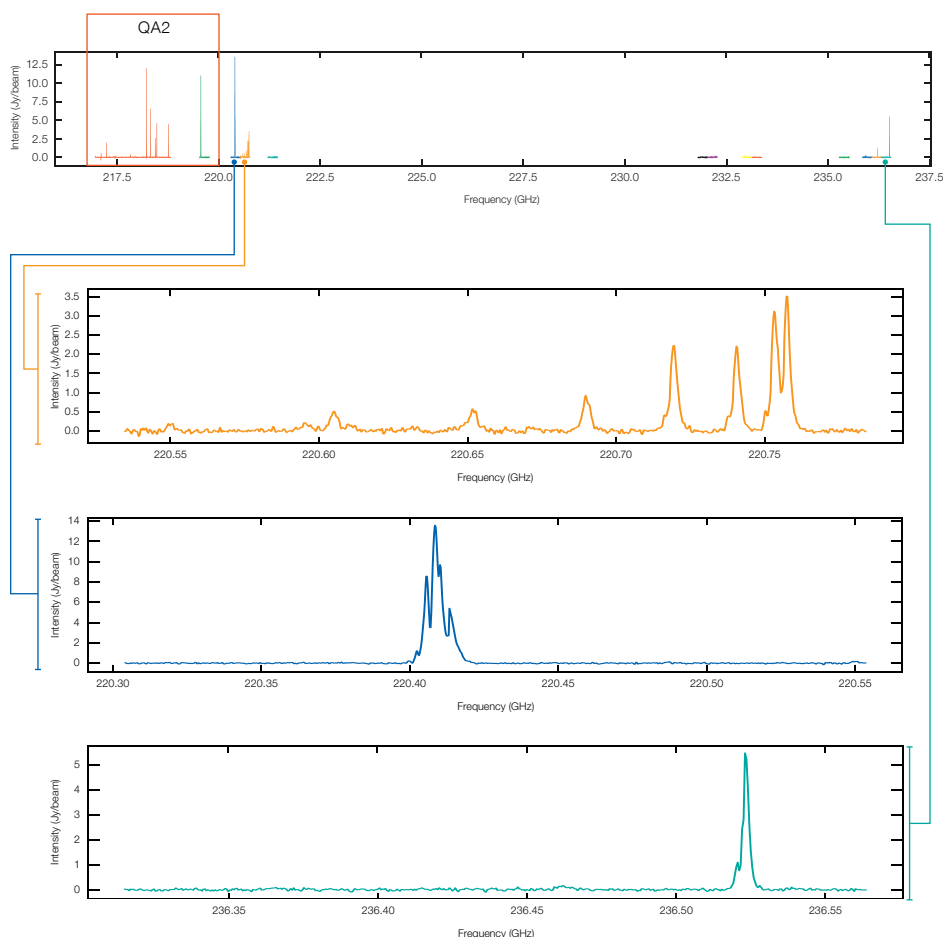 QA2
Intensity (Jy/beam)
12.5
10.0
7.5
5.0
2.5
0.0
217.5 220.0 222.5 225.0 227.5 230.0 232.5 235.0 237.5
Frequency (GHz)
Intensity (Jy/beam)
3.5
3.0
2.5
2.0
1.5
1.0
0.5
0.0
220.55 220.60 220.65 220.70 220.75
Frequency (GHz)
Intensity (Jy/beam)
14
12
10
8
6
4
2
0
220.30 220.35 220.40 220.45 220.50 220.55
Frequency (GHz)
Intensity (Jy/beam)
5
4
3
2
1
0
236.35 236.40 236.45 236.50 236.55
Frequency (GHz)